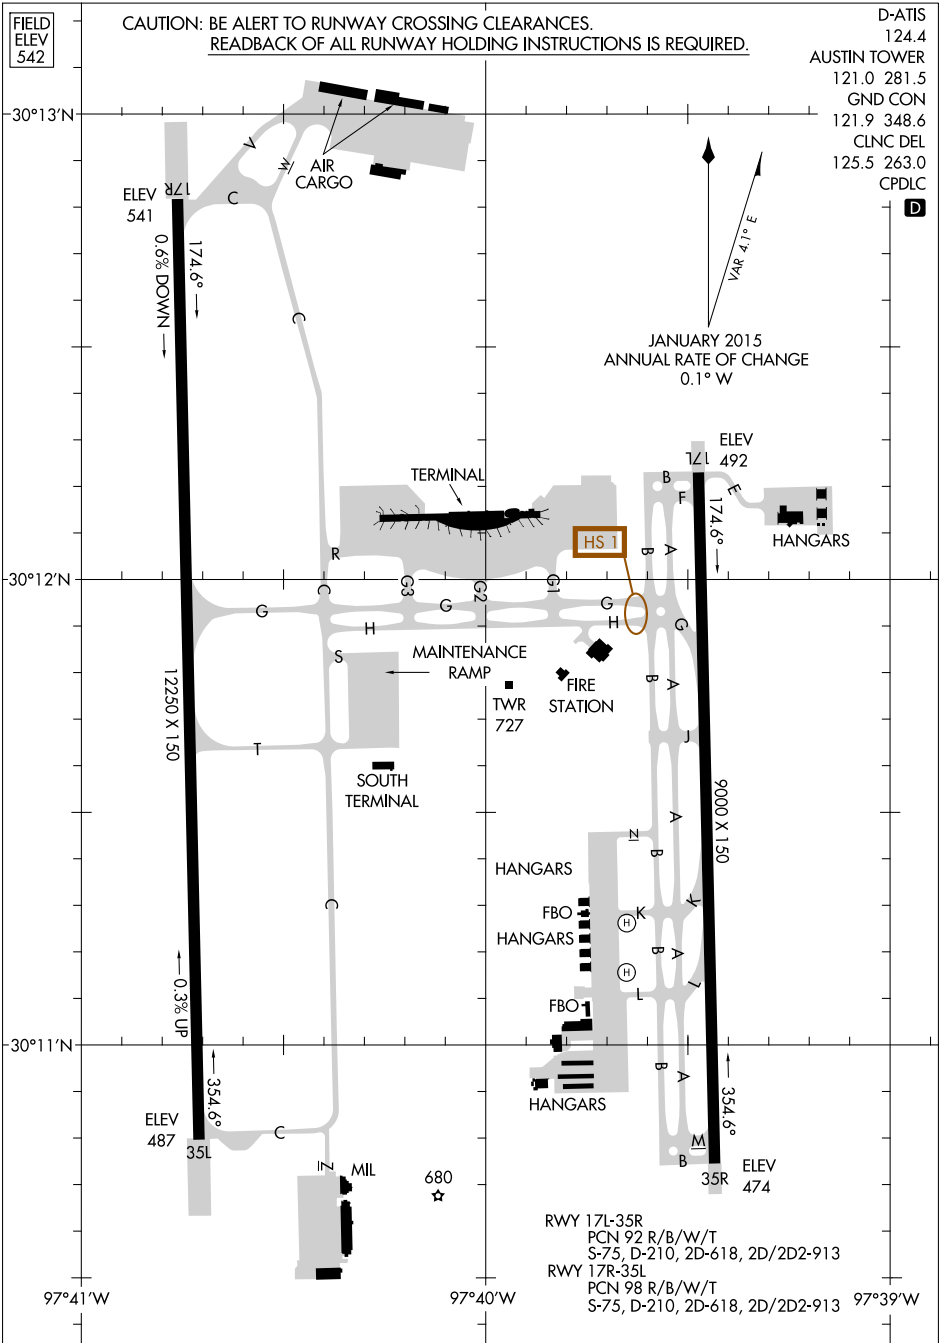 FIELD
ELEV
542
CAUTION: BE ALERT TO RUNWAY CROSSING CLEARANCES.
READBACK OF ALL RUNWAY HOLDING INSTRUCTIONS IS REQUIRED.
D-ATIS
124.4
AUSTIN TOWER
121.0 281.5
GND CON
121.9 348.6
CLNC DEL
125.5 263.0
CPDLC
D
30°13'N
V
W
AIR
CARGO
C
17R
ELEV
541
174.6°
0.6% DOWN
VAR 4.1° E
C
JANUARY 2015
ANNUAL RATE OF CHANGE
0.1° W
ELEV
492
17L
TERMINAL
B
F
E
174.6°
HANGARS
HS 1
R
B
A
30°12'N
C
G3
G2
G1
G
G
G
H
H
G
S
MAINTENANCE
RAMP
FIRE
STATION
TWR
727
B
A
12250 X 150
T
J
SOUTH
TERMINAL
9000 X 150
A
N
B
HANGARS
C
FBO
K
K
H
HANGARS
B
A
H
L
L
0.3% UP
FBO
30°11'N
B
A
354.6°
354.6°
HANGARS
ELEV
487
C
35L
M
B
35R
ELEV
474
Z
MIL
680
RWY 17L-35R
PCN 92 R/B/W/T
S-75, D-210, 2D-618, 2D/2D2-913
RWY 17R-35L
PCN 98 R/B/W/T
S-75, D-210, 2D-618, 2D/2D2-913
97°41'W
97°40'W
97°39'W